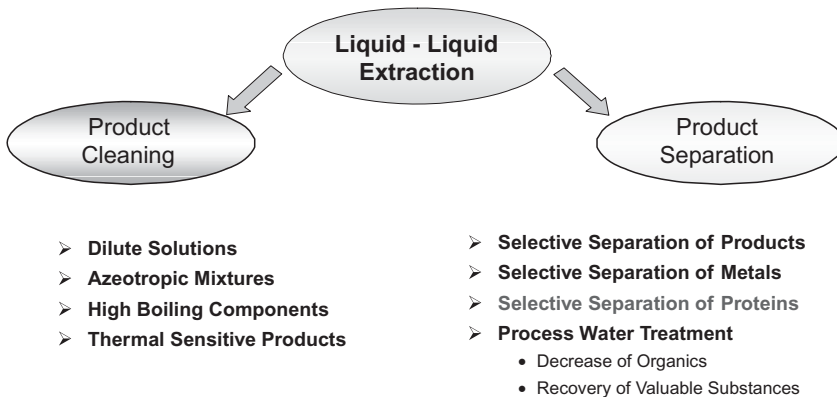 Liquid - Liquid
Extraction
Product
Cleaning
Product
Separation
➢ Dilute Solutions
➢ Azeotropic Mixtures
➢ High Boiling Components
➢ Thermal Sensitive Products
➢ Selective Separation of Products
➢ Selective Separation of Metals
➢ Selective Separation of Proteins
➢ Process Water Treatment
• Decrease of Organics
• Recovery of Valuable Substances